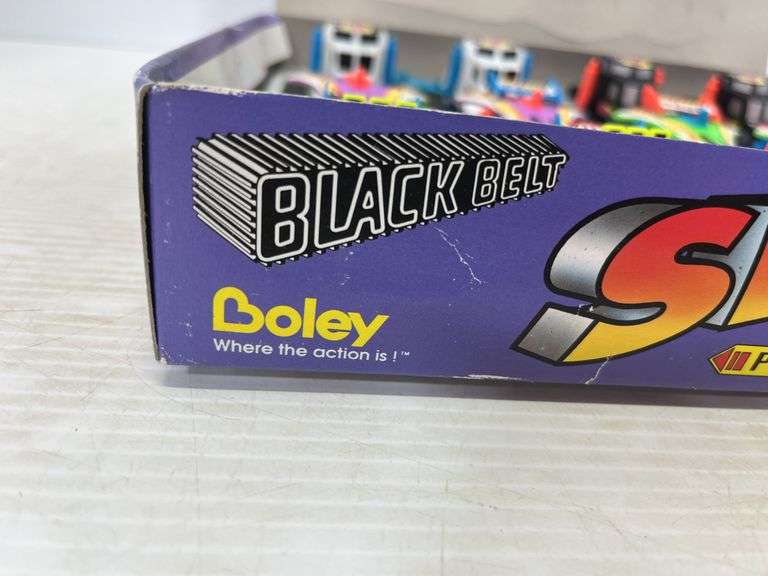 BLACK BELT
Boley
Where the action is !™